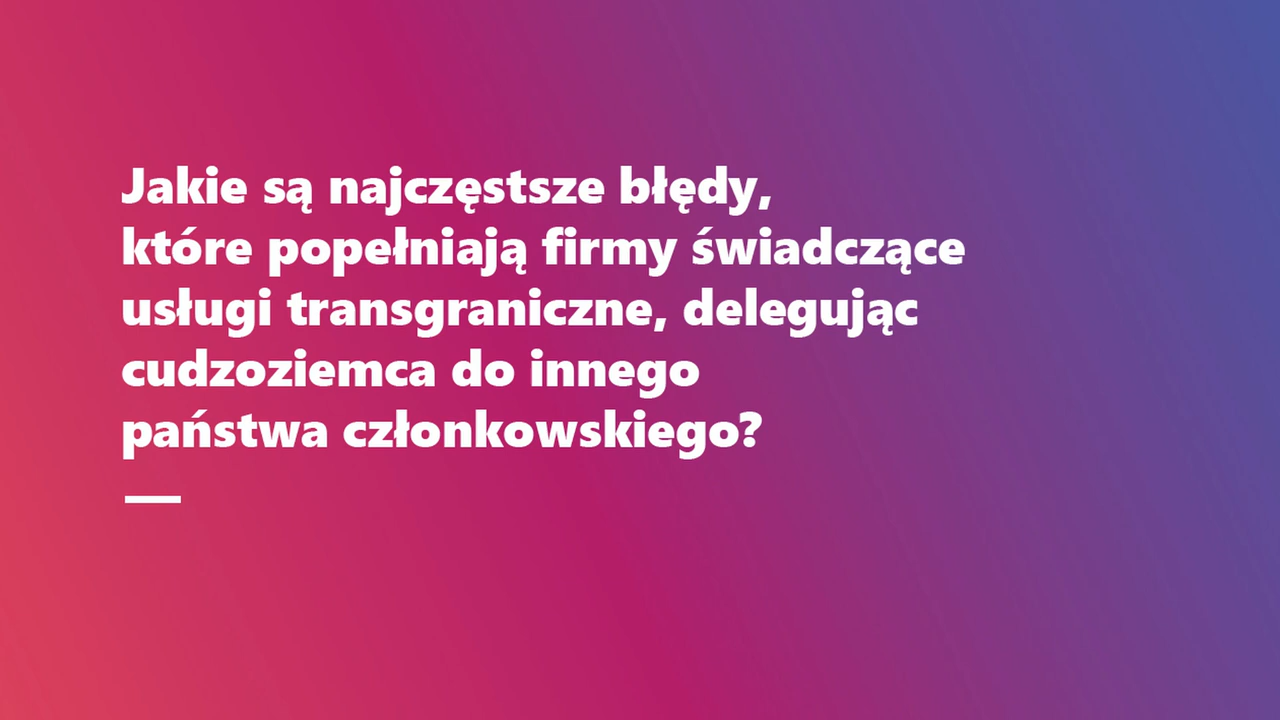 Jakie są najczęstsze błędy,
które popełniają firmy świadczące
usługi transgraniczne, delegując
cudzoziemca do innego
państwa członkowskiego?